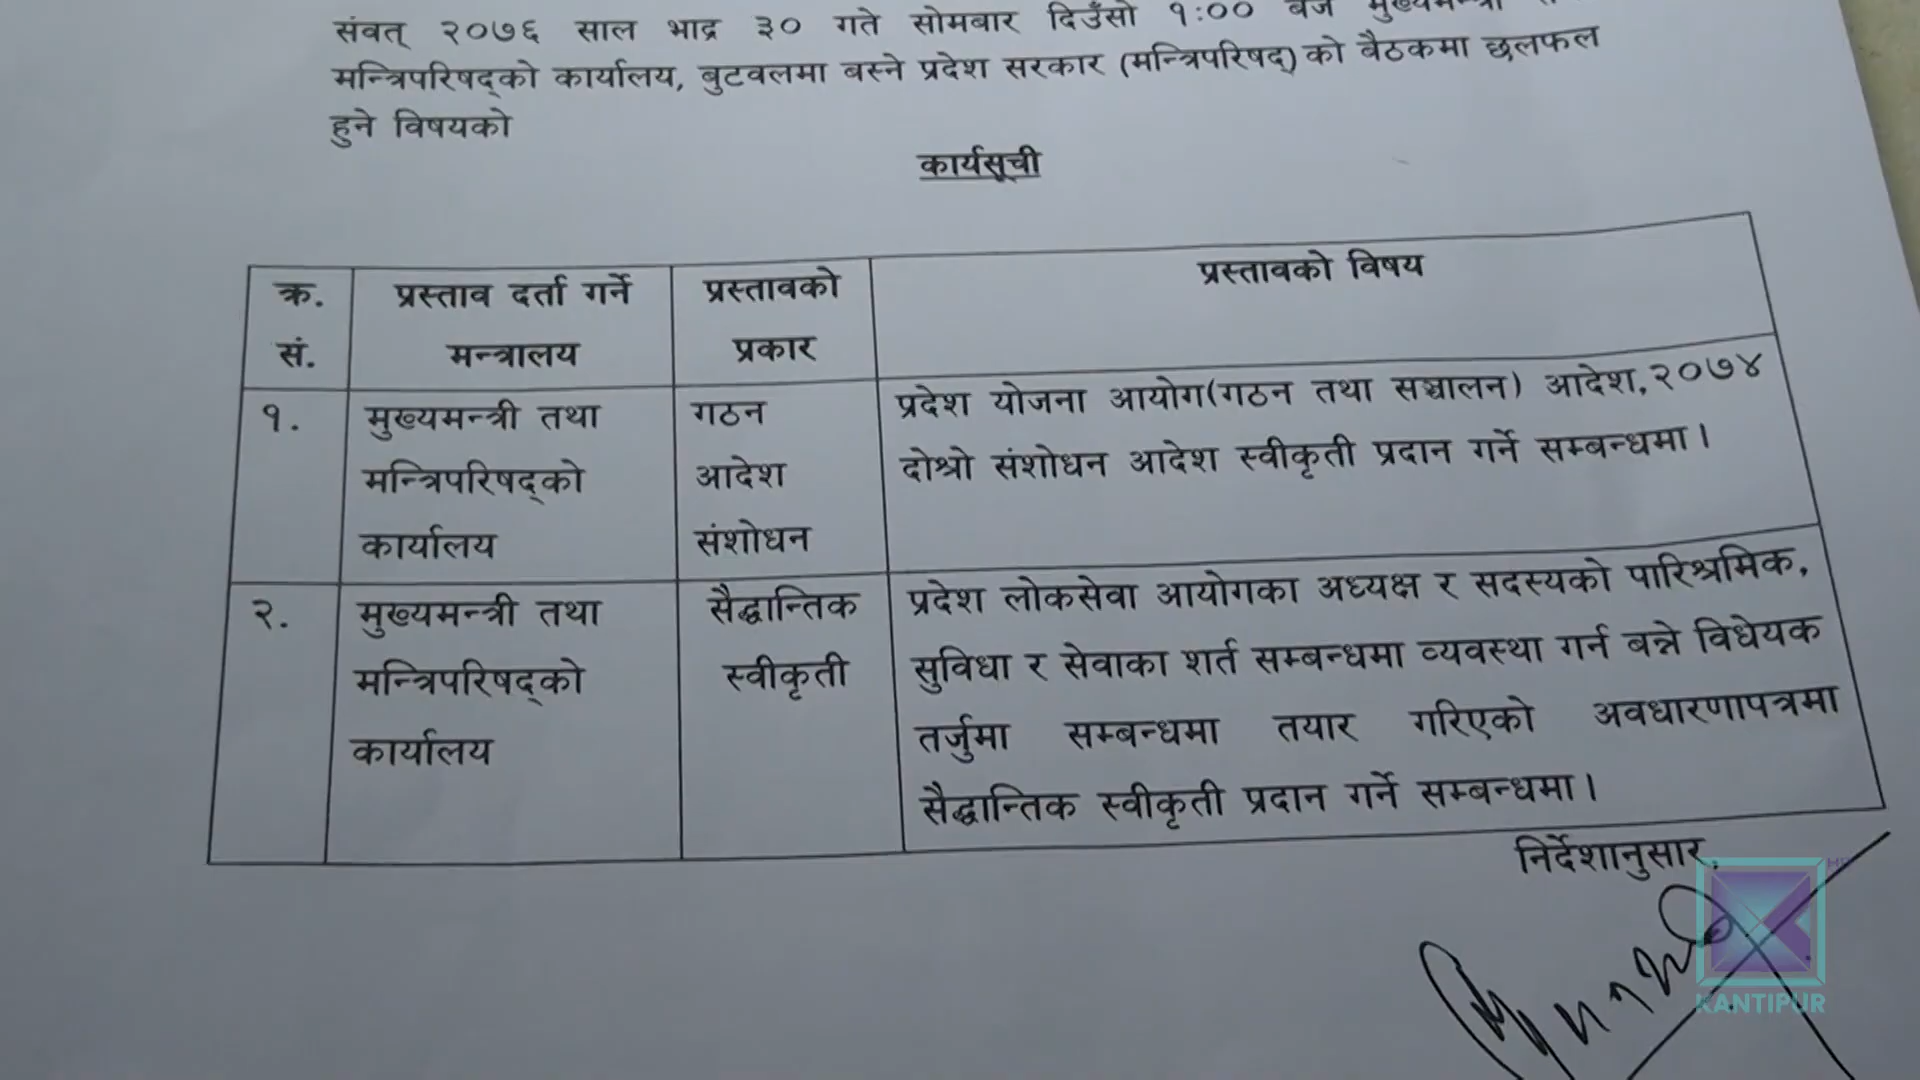 संवत् २०७६ साल भाद्र ३० गते सोमबार दिउँसो १:०० बजे मुख्यमन्त्री
मन्त्रिपरिषद्को कार्यालय, बुटवलमा बस्ने प्रदेश सरकार (मन्त्रिपरिषद्) को बैठकमा छलफल
हुने विषयको
कार्यसूची
क्र.
सं.
प्रस्ताव दर्ता गर्ने
मन्त्रालय
प्रस्तावको
प्रकार
प्रस्तावको विषय
१.
मुख्यमन्त्री तथा
मन्त्रिपरिषद्को
कार्यालय
गठन
आदेश
संशोधन
प्रदेश योजना आयोग(गठन तथा सञ्चालन) आदेश,२०७४
दोश्रो संशोधन आदेश स्वीकृती प्रदान गर्ने सम्बन्धमा।
२.
मुख्यमन्त्री तथा
मन्त्रिपरिषद्को
कार्यालय
सैद्धान्तिक
स्वीकृती
प्रदेश लोकसेवा आयोगका अध्यक्ष र सदस्यको पारिश्रमिक,
सुविधा र सेवाका शर्त सम्बन्धमा व्यवस्था गर्न बन्ने विधेयक
तर्जुमा सम्बन्धमा तयार गरिएको अवधारणापत्रमा
सैद्धान्तिक स्वीकृती प्रदान गर्ने सम्बन्धमा।
निर्देशानुसार,
HD
KANTIPUR